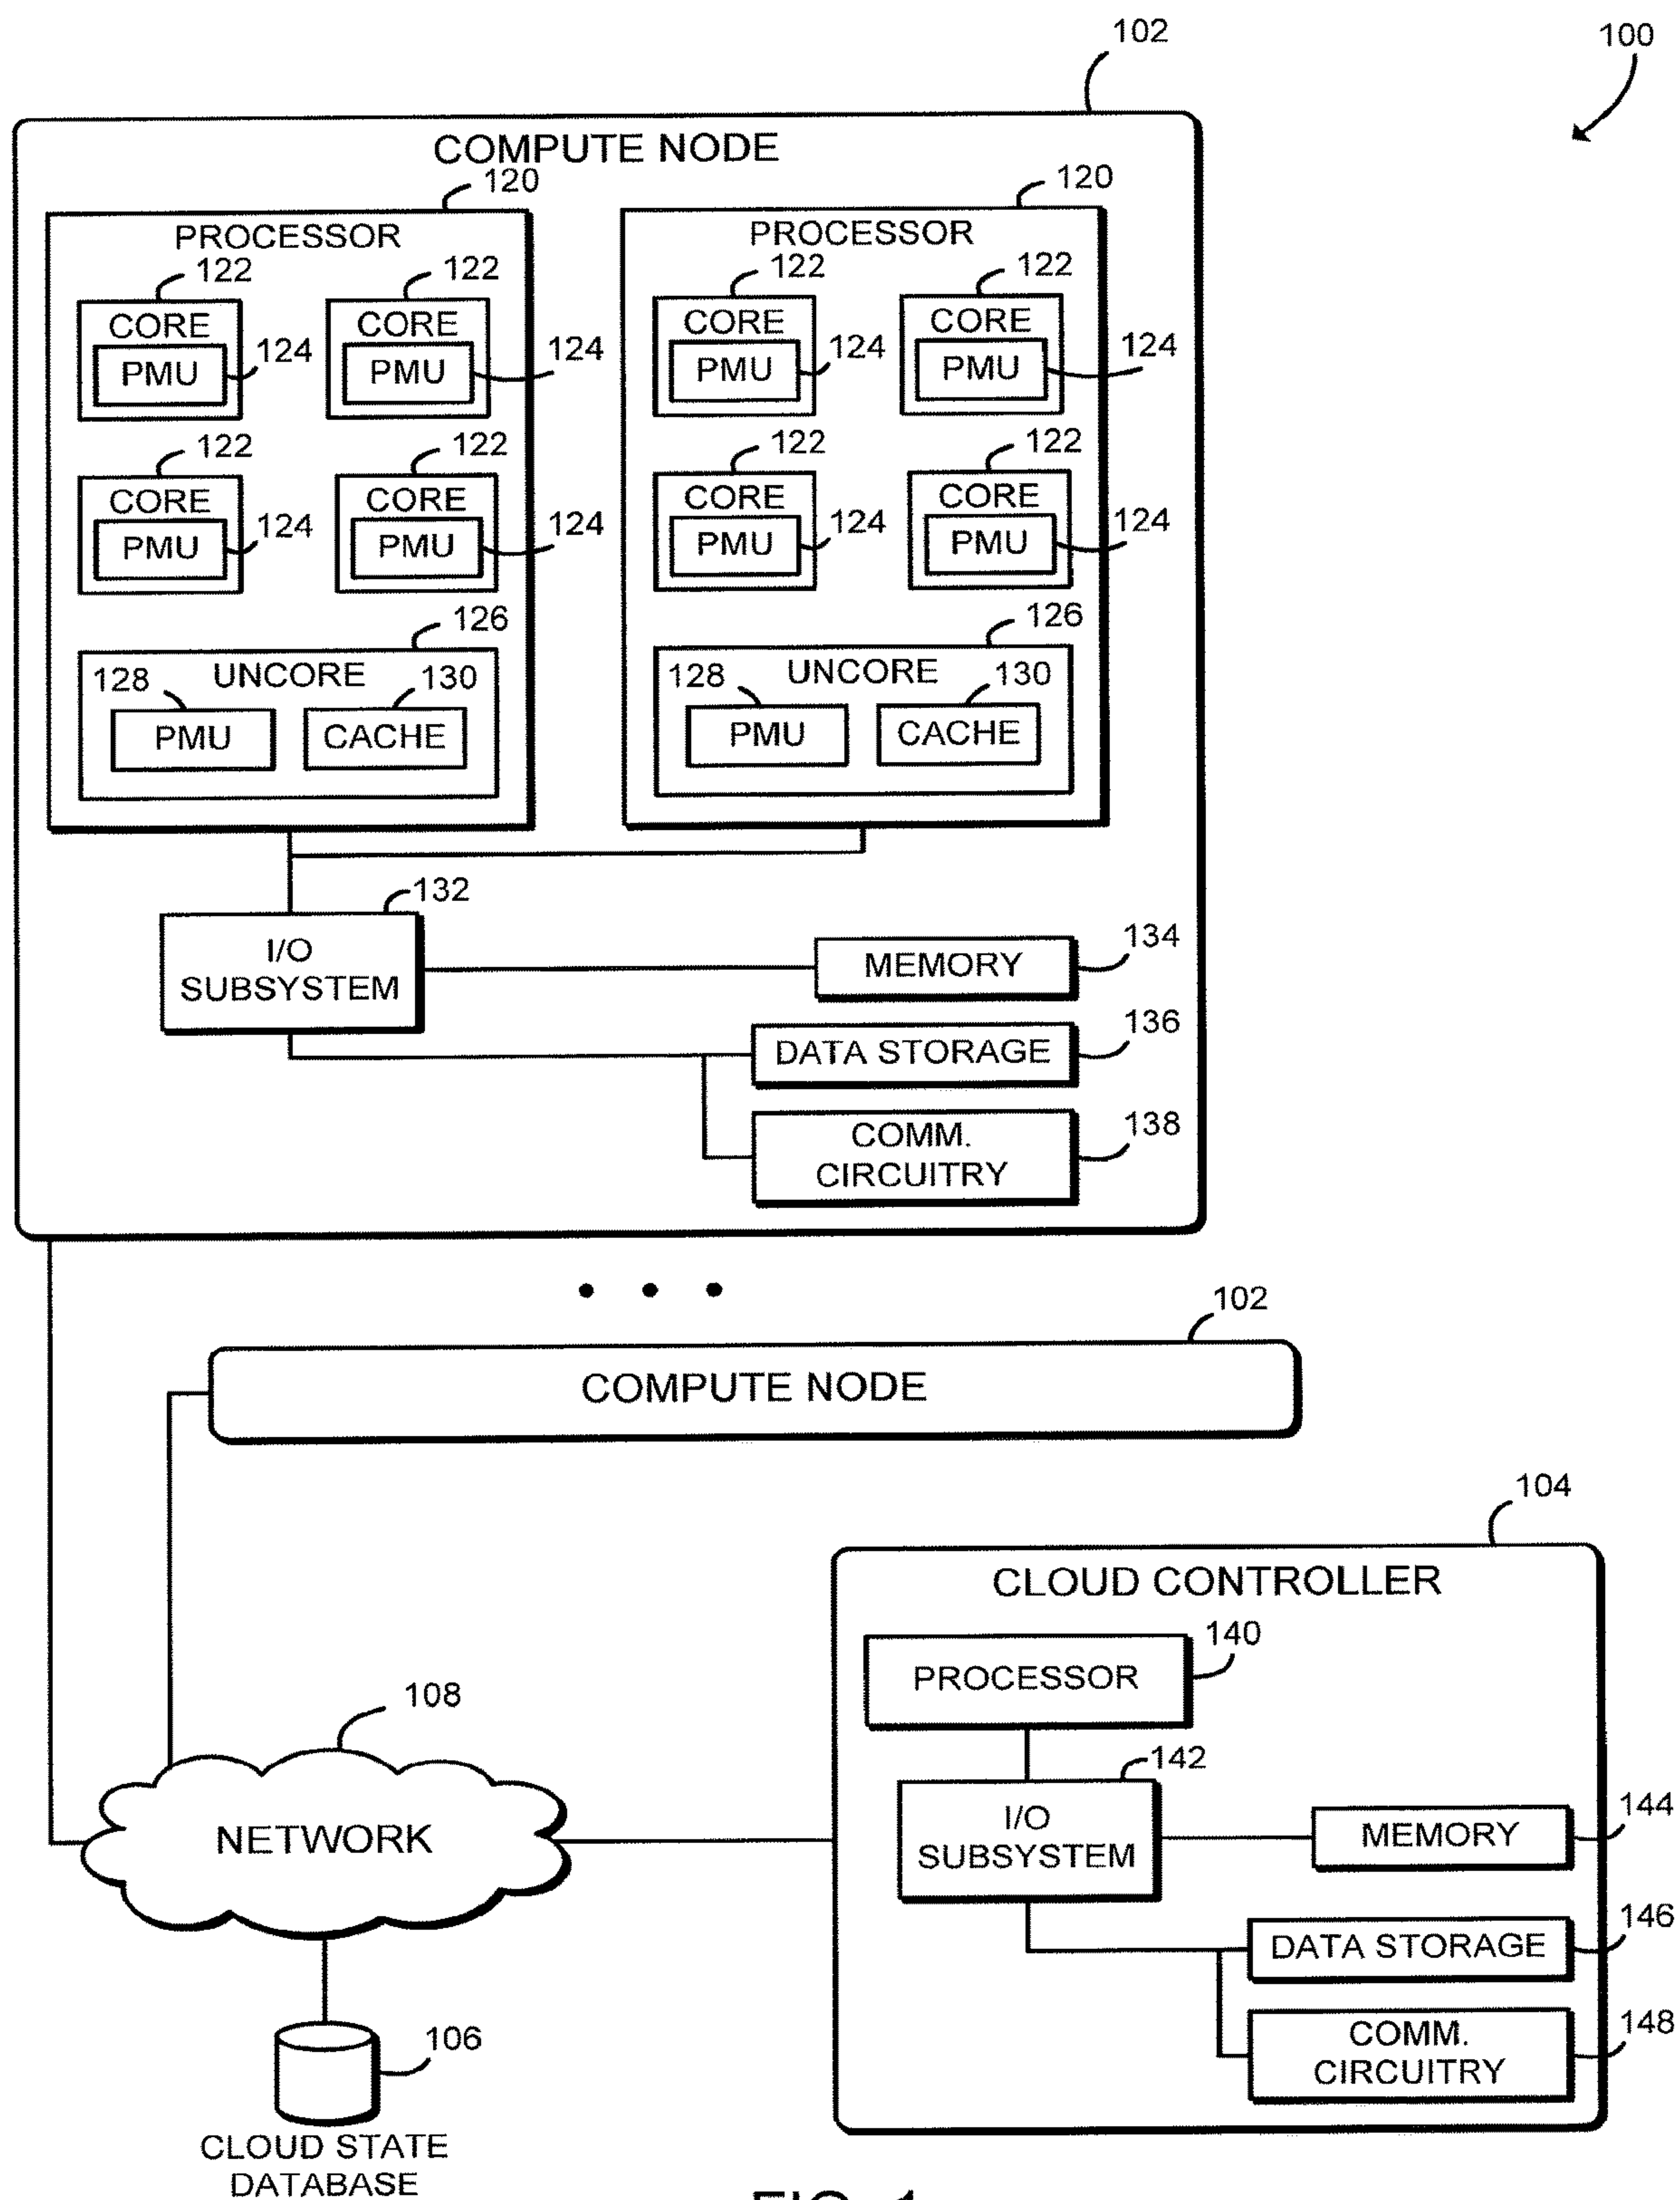 102
100
COMPUTE NODE
120
120
PROCESSOR
PROCESSOR
122
122
122
122
CORE
CORE
CORE
CORE
PMU
124
PMU
124
PMU
124
PMU
124
122
122
122
122
CORE
CORE
CORE
CORE
PMU
124
PMU
124
PMU
124
PMU
124
126
126
128
UNCORE
130
128
UNCORE
130
PMU
CACHE
PMU
CACHE
132
I/O
SUBSYSTEM
MEMORY
134
DATA STORAGE
136
COMM.
CIRCUITRY
138
102
COMPUTE NODE
104
CLOUD CONTROLLER
140
PROCESSOR
108
142
NETWORK
I/O
SUBSYSTEM
MEMORY
144
DATA STORAGE
146
COMM.
CIRCUITRY
148
106
CLOUD STATE
DATABASE
FIG. 1